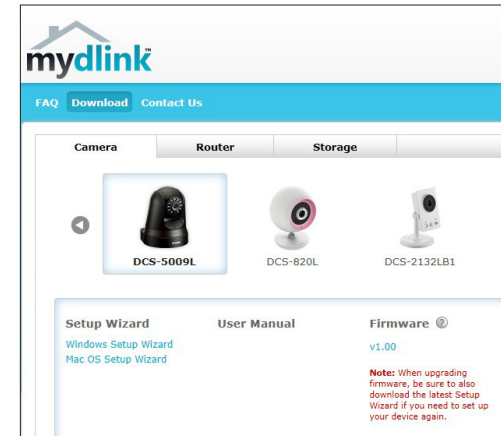 mydlink™
FAQ Download Contact Us
Camera Router Storage
DCS-5009L DCS-820L DCS-2132LB1
Setup Wizard User Manual Firmware ?
Windows Setup Wizard v1.00
Mac OS Setup Wizard
Note: When upgrading
firmware, be sure to also
download the latest Setup
Wizard if you need to set up
your device again.